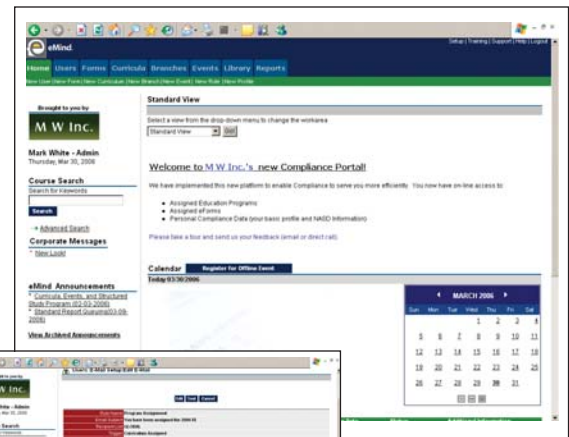 eMind.
Setup | Training | Support | Help | Logout
Home Users Forms Curricula Branches Events Library Reports
New User | New Form | New Curriculum | New Branch | New Event | New Role | New Profile
Brought to you by
M W Inc.
Mark White - Admin
Thursday, Mar 30, 2006
Course Search
Search for Keywords
Search
Advanced Search
Corporate Messages
* New Look!
eMind Announcements
* Curricula, Events, and Structured
Study Program (02-03-2006)
* Standard Report Queuing(03-09-
2006)
View Archived Announcements
Standard View
Select a view from the drop down menu to change the workarea
Standard View Go!
Welcome to M W Inc.'s new Compliance Portal!
We have implemented this new platform to enable Compliance to serve you more efficiently. You now have on-line access to:
Assigned Education Programs
Assigned eForms
Personal Compliance Data (your basic profile and NASD Information)
Please take a tour and send us your feedback (email or direct call).
Calendar Register for Offline Event
Today 03/30/2006
MARCH 2006
Sun Mon Tue Wed Thu Fri Sat
1 2 3 4
5 6 7 8 9 10 11
12 13 14 15 16 17 18
19 20 21 22 23 24 25
26 27 28 29 30 31
W Inc.
White - Admin
Search
Users: E-Mail Setup: Edit E-Mail
Edit Test Cancel
Program Assignment
Curriculum Assigned